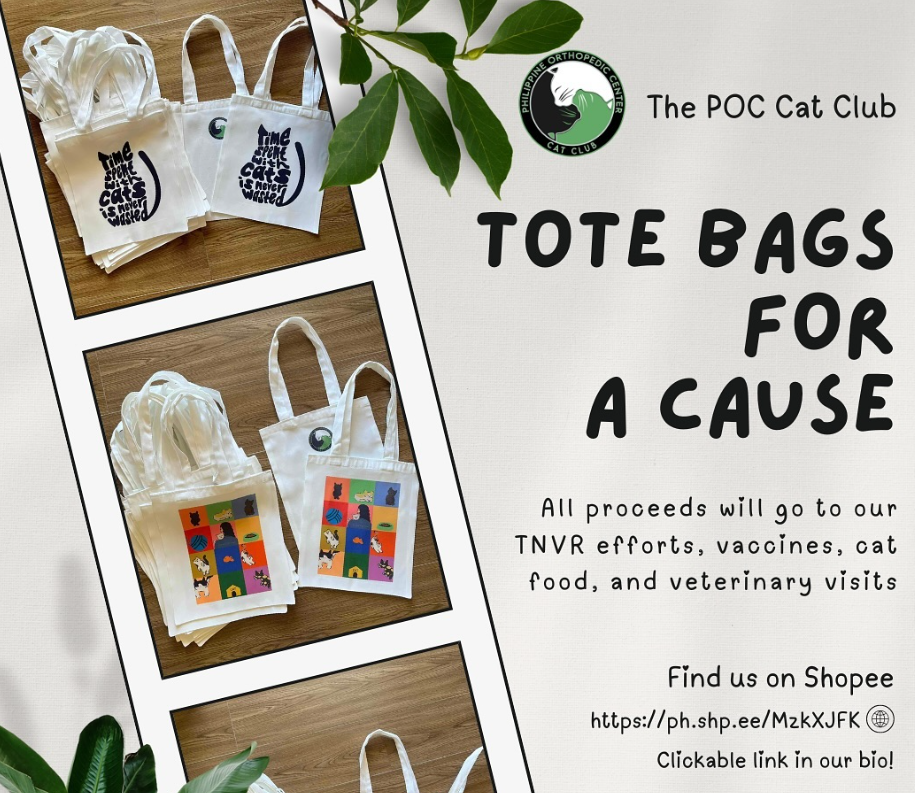 PHILIPPINE ORTHOPEDIC CENTER
CAT CLUB
The POC Cat Club
TOTE BAGS
FOR
A CAUSE
All proceeds will go to our
TNVR efforts, vaccines, cat
food, and veterinary visits
Find us on Shopee
https://ph.shp.ee/MzkXJFK
Clickable link in our bio!
Time
spent
with
cats
is never
wasted
Time
spent
with
cats
is never
wasted